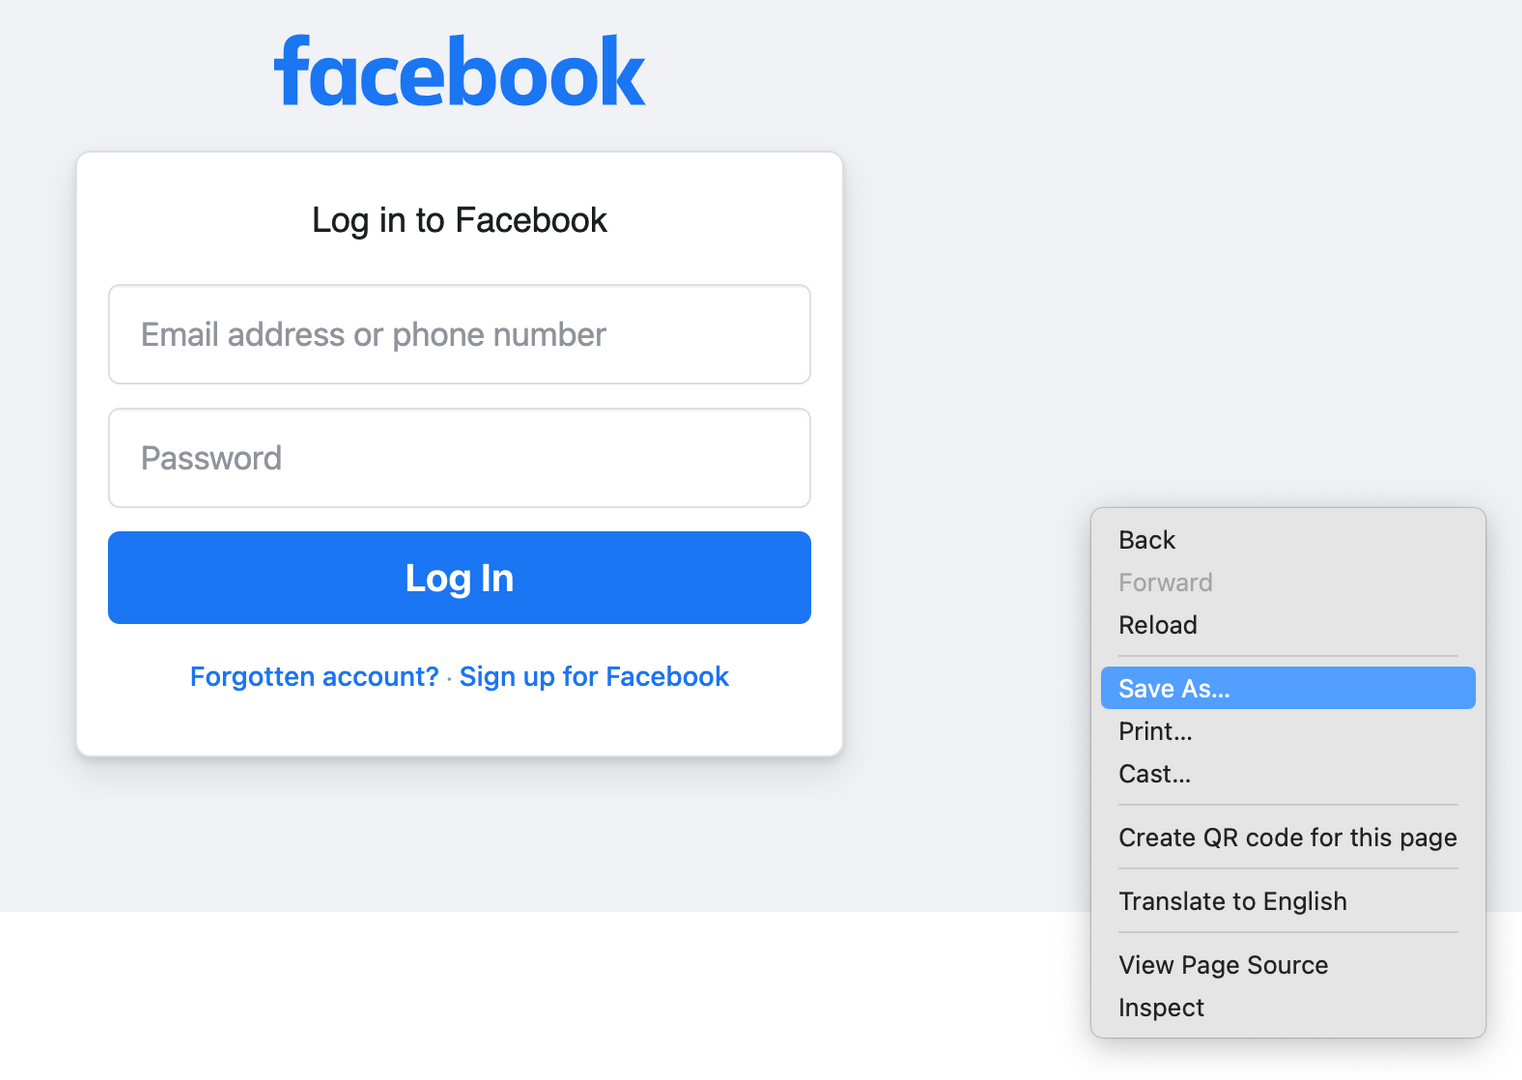 facebook
Log in to Facebook
Email address or phone number
Password
Log In
Forgotten account? · Sign up for Facebook
Back
Forward
Reload
Save As...
Print...
Cast...
Create QR code for this page
Translate to English
View Page Source
Inspect